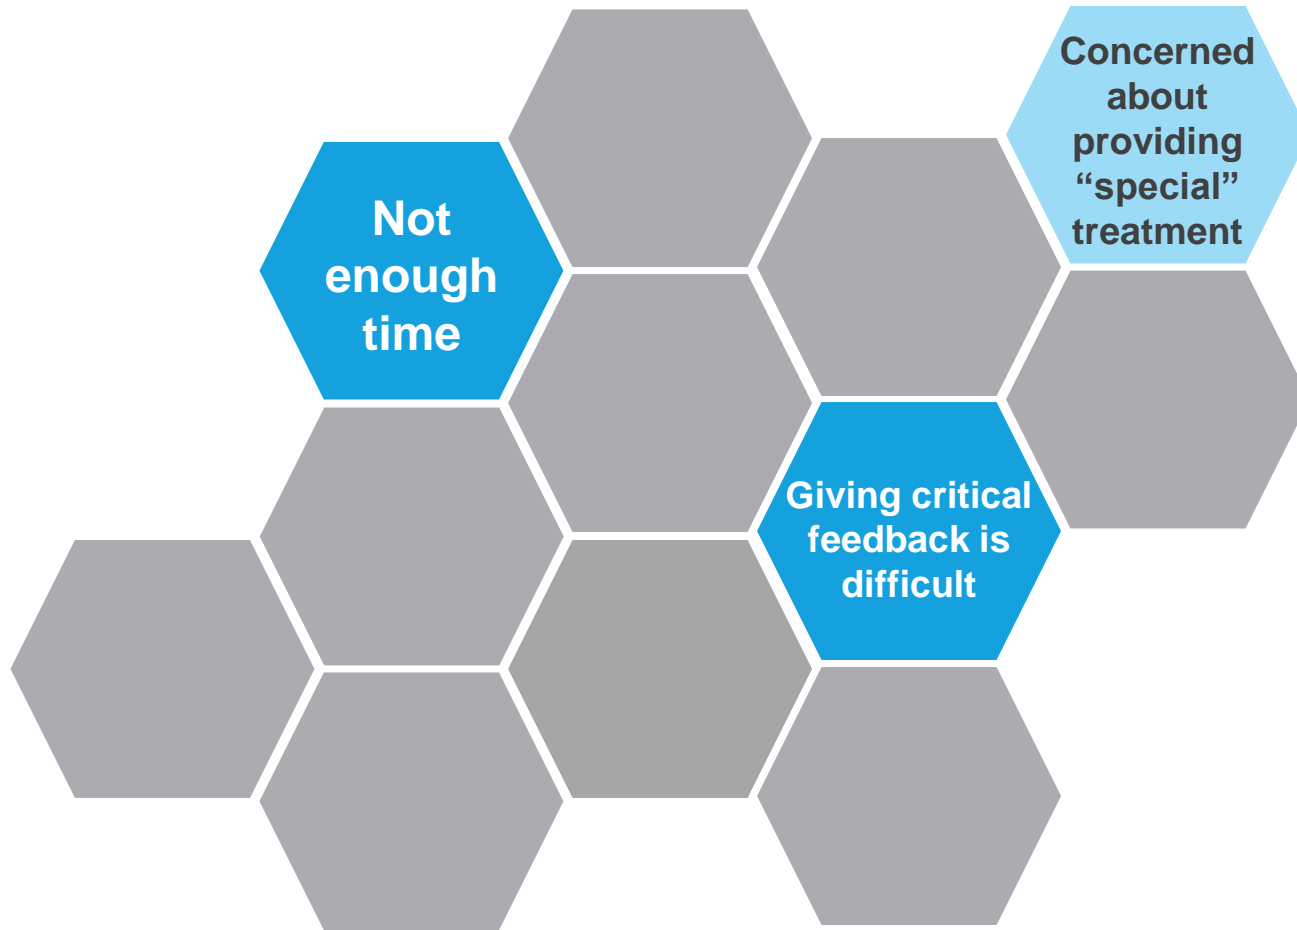 Concerned
about
providing
“special”
treatment
Not
enough
time
Giving critical
feedback is
difficult